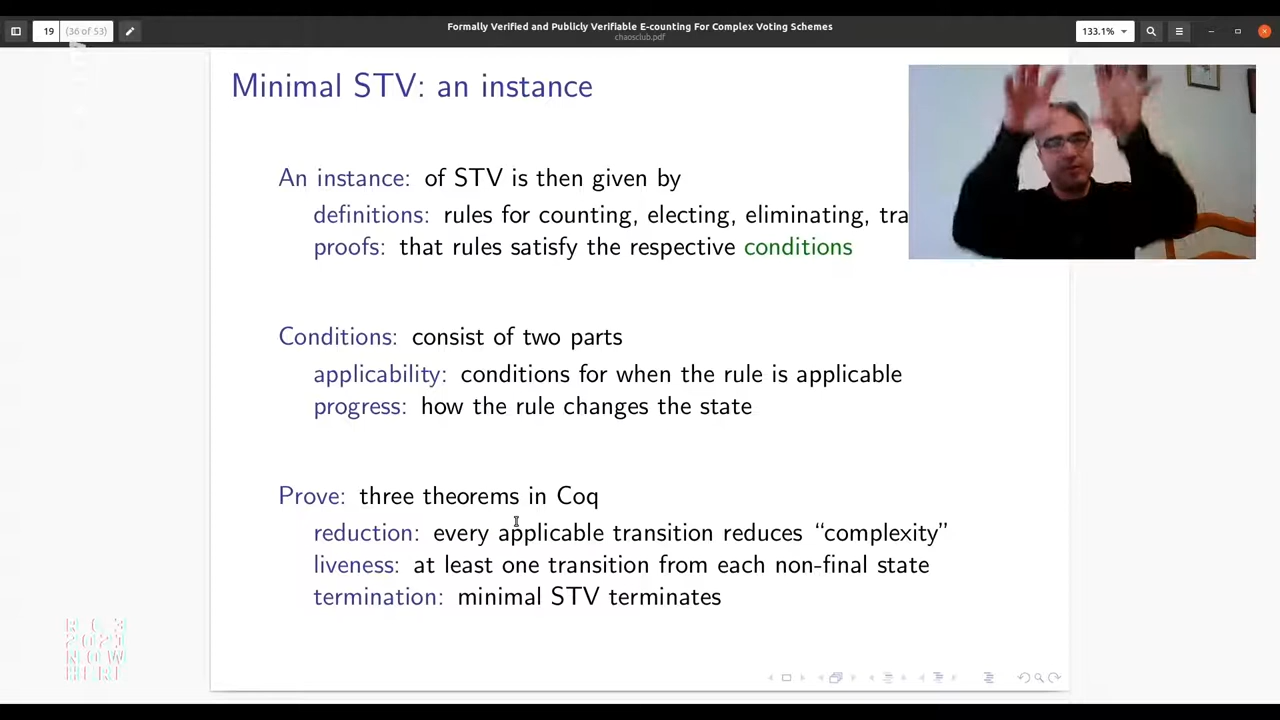 19 (36 of 53)
Formally Verified and Publicly Verifiable E-counting For Complex Voting Schemes
chaosclub.pdf
133.1%
Minimal STV: an instance
An instance: of STV is then given by
definitions: rules for counting, electing, eliminating, tra
proofs: that rules satisfy the respective conditions
Conditions: consist of two parts
applicability: conditions for when the rule is applicable
progress: how the rule changes the state
Prove: three theorems in Coq
reduction: every applicable transition reduces “complexity”
liveness: at least one transition from each non-final state
termination: minimal STV terminates
RC3
2021
NOW
HERE